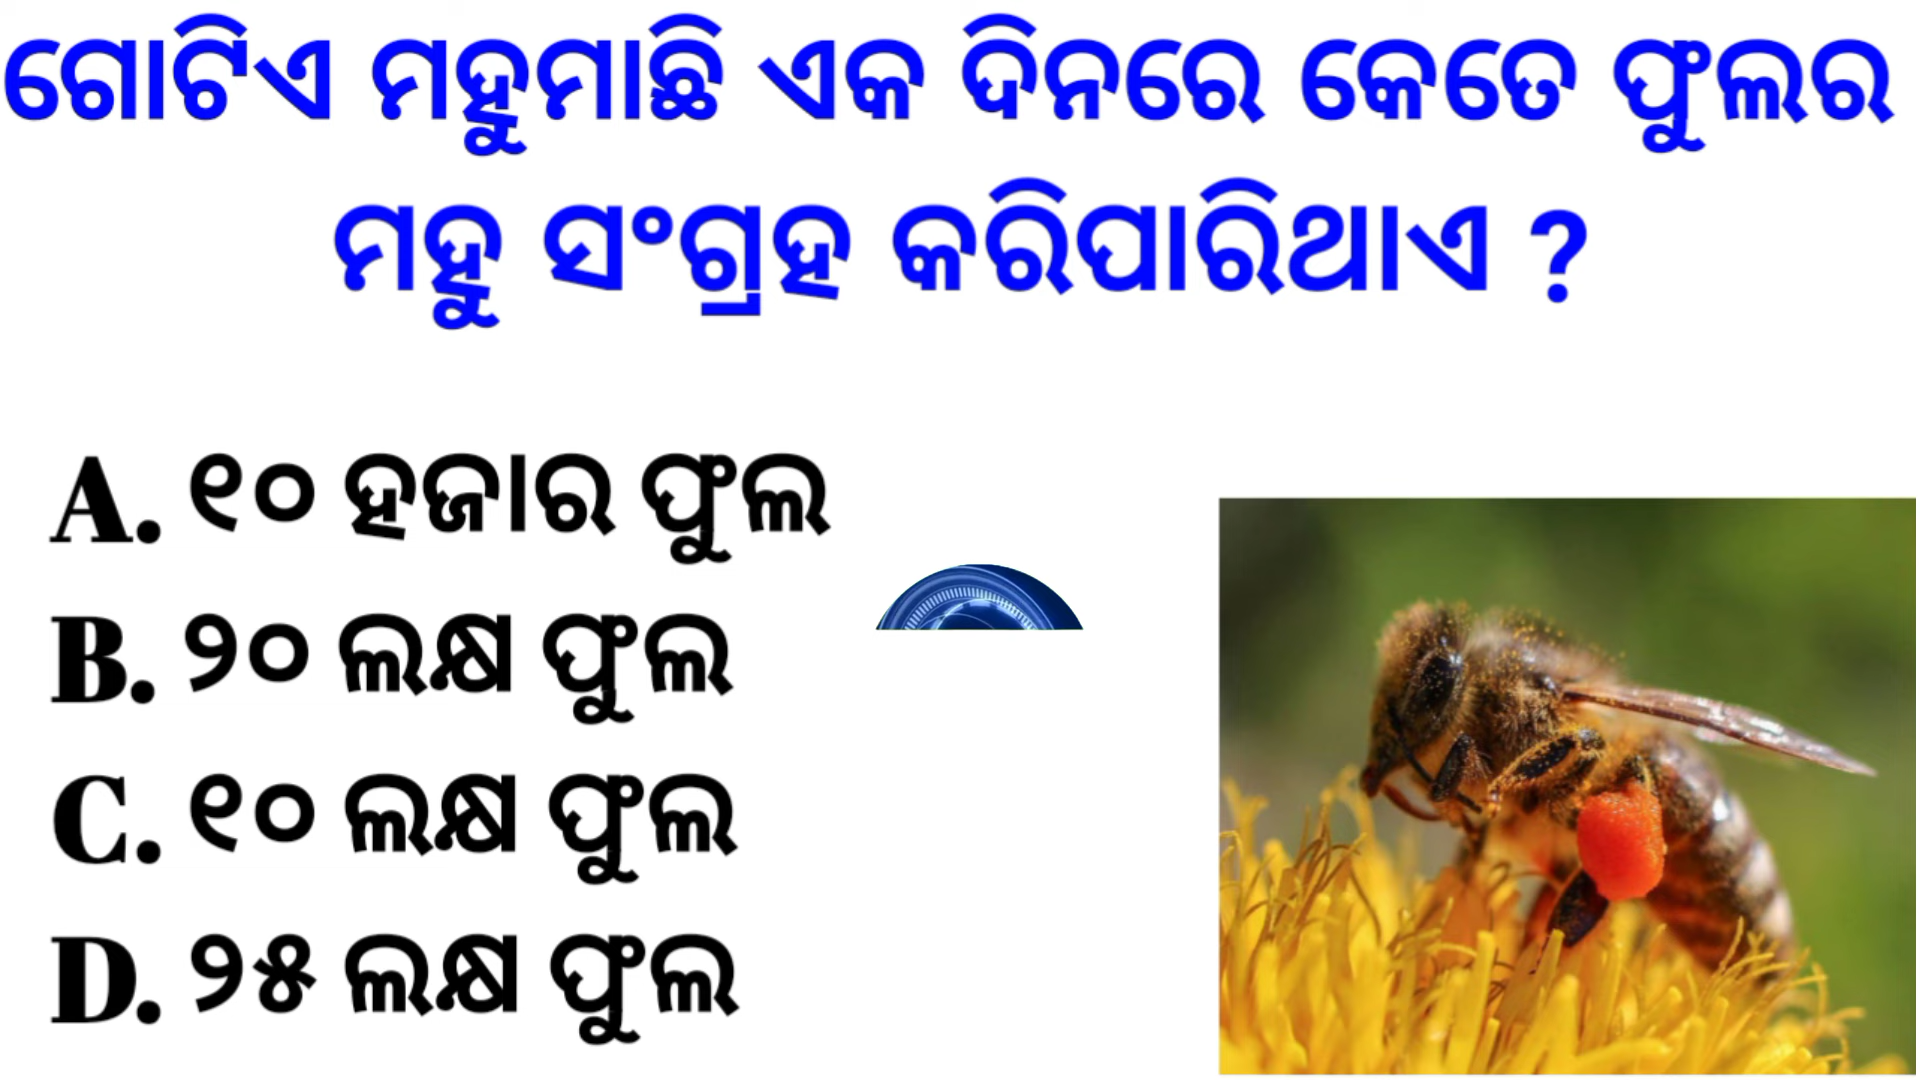 ଗୋଟିଏ ମହୁମାଛି ଏକ ଦିନରେ କେତେ ଫୁଲର
ମହୁ ସଂଗ୍ରହ କରିପାରିଥାଏ ?
A. ୧୦ ହଜାର ଫୁଲ
B. ୨୦ ଲକ୍ଷ ଫୁଲ
C. ୧୦ ଲକ୍ଷ ଫୁଲ
D. ୨୫ ଲକ୍ଷ ଫୁଲ